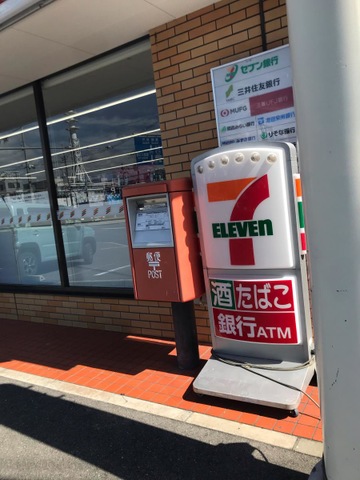 セブン銀行
三井住友銀行
MUFG
りそな銀行
郵便
〒
POST
7
ELEVEN
酒 たばこ
銀行ATM